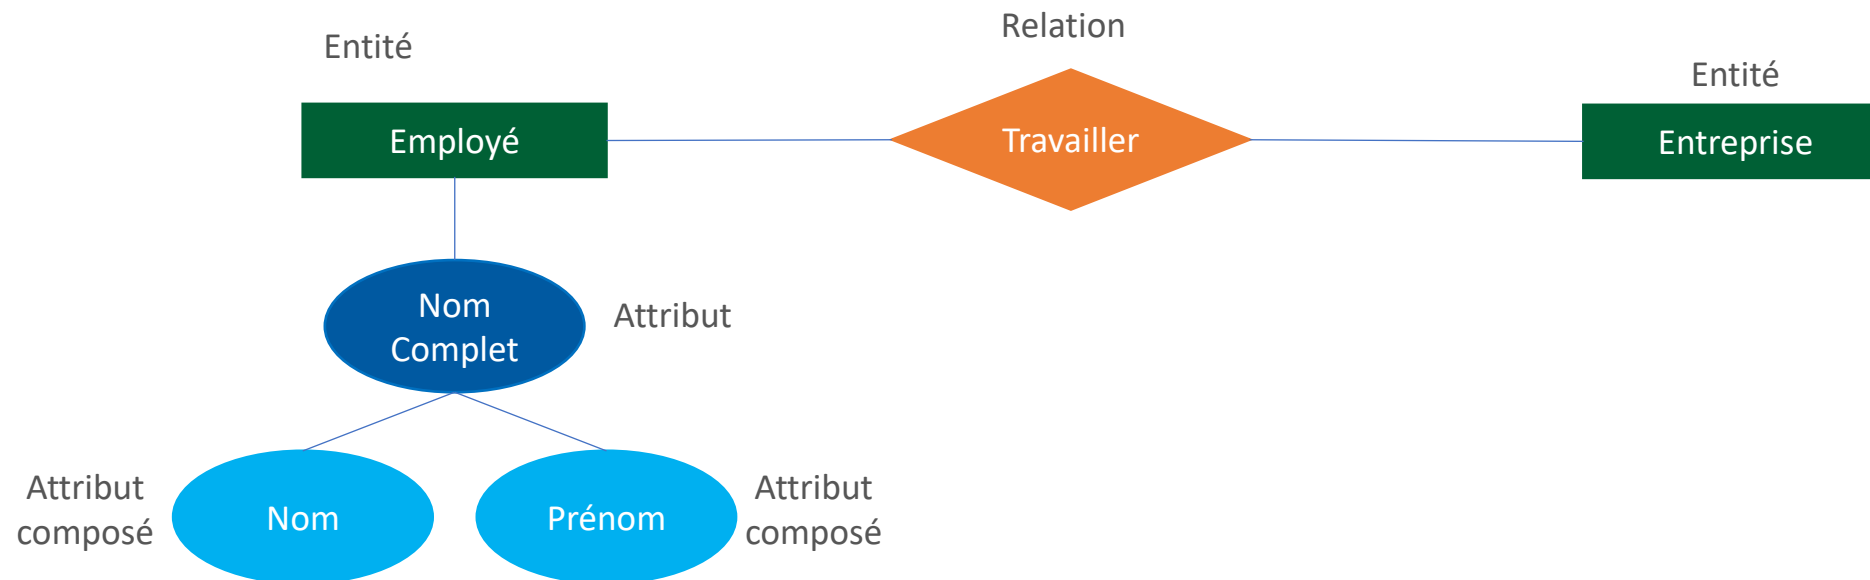 Relation
Entité
Entité
Employé
Travailler
Entreprise
Nom
Complet
Attribut
Attribut
composé
Nom
Prénom
Attribut
composé